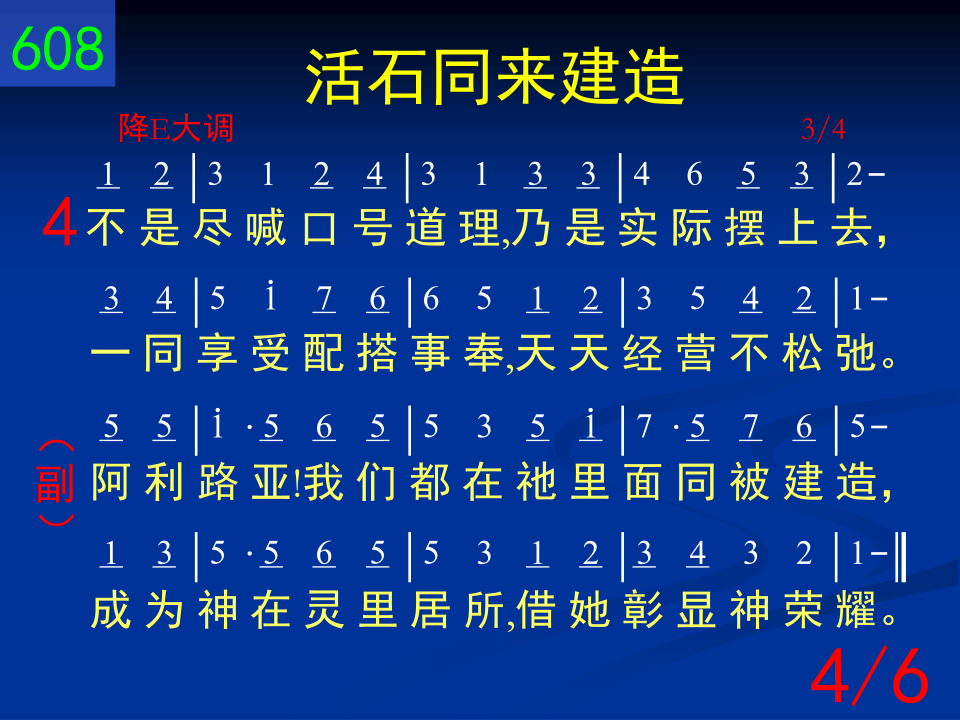 608
活石同来建造
降E大调 3/4
1 2 | 3 1 2 4 | 3 1 3 3 | 4 6 5 3 | 2-
4 不是尽喊口号道理,乃是实际摆上去,
3 4 | 5 i 7 6 | 6 5 1 2 | 3 5 4 2 | 1-
一同享受配搭事奉,天天经营不松弛。
5 5 | i · 5 6 5 | 5 3 5 i | 7 · 5 7 6 | 5-
(副) 阿利路亚!我们都在祂里面同被建造,
1 3 | 5 · 5 6 5 | 5 3 1 2 | 3 4 3 2 | 1-‖
成为神在灵里居所,借她彰显神荣耀。
4/6